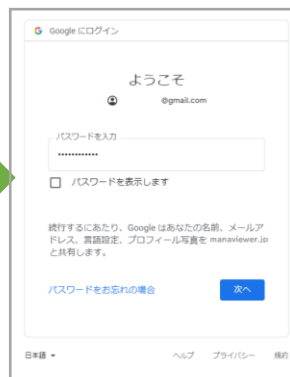 Google にログイン
ようこそ
@gmail.com
パスワードを入力
••••••••••••
パスワードを表示します
続行するにあたり、Google はあなたの名前、メールア
ドレス、言語設定、プロフィール写真を manaviewer.jp
と共有します。
パスワードをお忘れの場合
次へ
日本語
ヘルプ プライバシー 規約